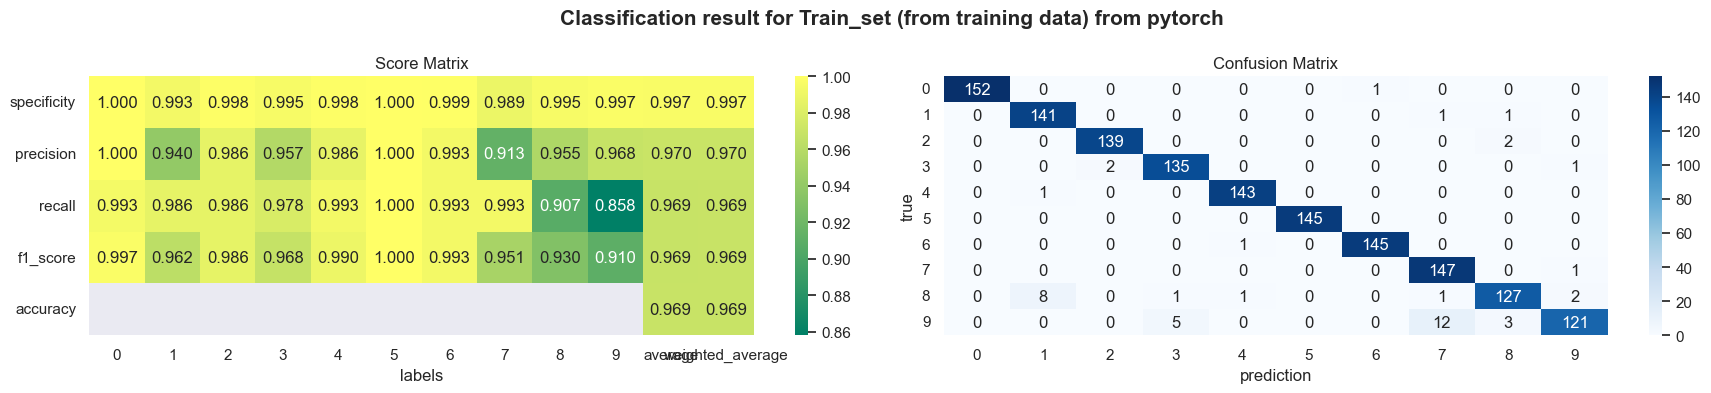 Classification result for Train_set (from training data) from pytorch
Score Matrix
specificity 1.000 0.993 0.998 0.995 0.998 1.000 0.999 0.989 0.995 0.997 0.997 0.997
precision 1.000 0.940 0.986 0.957 0.986 1.000 0.993 0.913 0.955 0.968 0.970 0.970
recall 0.993 0.986 0.986 0.978 0.993 1.000 0.993 0.993 0.907 0.858 0.969 0.969
f1_score 0.997 0.962 0.986 0.968 0.990 1.000 0.993 0.951 0.930 0.910 0.969 0.969
accuracy 0.969 0.969
0 1 2 3 4 5 6 7 8 9 average weighted_average
labels
1.00
0.98
0.96
0.94
0.92
0.90
0.88
0.86
Confusion Matrix
true
0 152 0 0 0 0 0 1 0 0 0
1 0 141 0 0 0 0 0 1 1 0
2 0 0 139 0 0 0 0 0 2 0
3 0 0 2 135 0 0 0 0 0 1
4 0 1 0 0 143 0 0 0 0 0
5 0 0 0 0 0 145 0 0 0 0
6 0 0 0 0 1 0 145 0 0 0
7 0 0 0 0 0 0 0 147 0 1
8 0 8 0 1 1 0 0 1 127 2
9 0 0 0 5 0 0 0 12 3 121
0 1 2 3 4 5 6 7 8 9
prediction
140
120
100
80
60
40
20
0